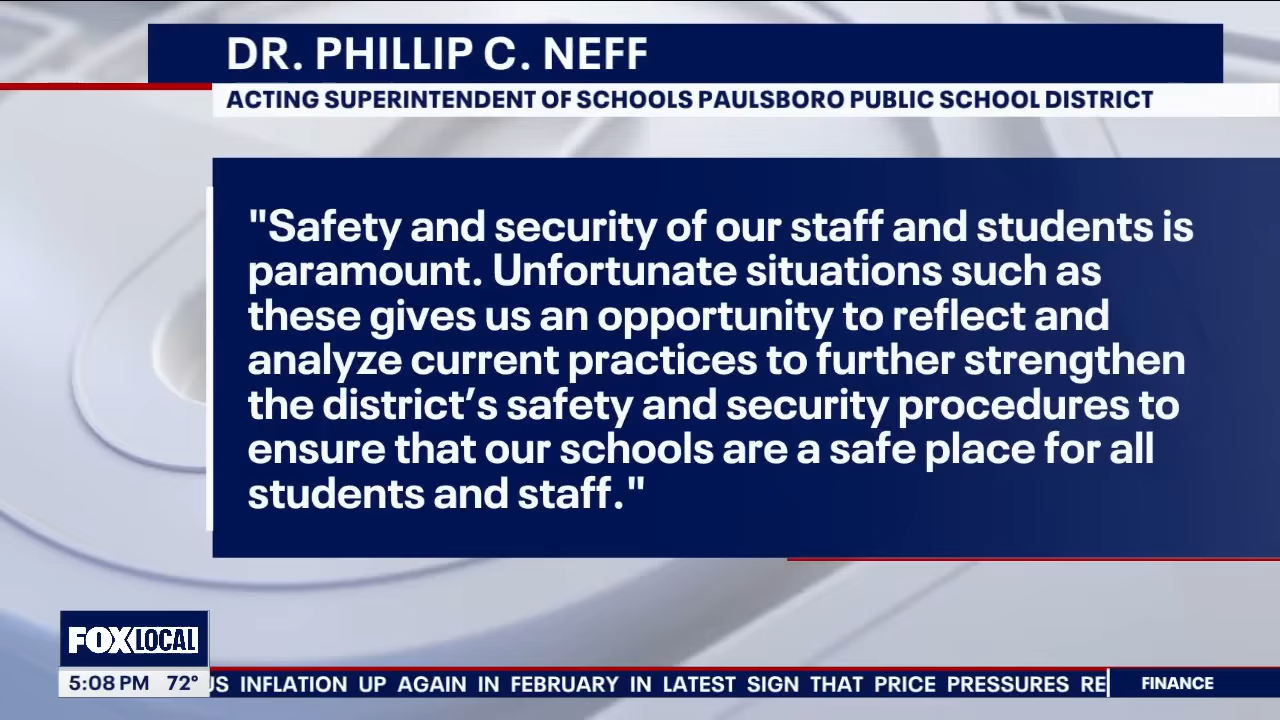 DR. PHILLIP C. NEFF
ACTING SUPERINTENDENT OF SCHOOLS PAULSBORO PUBLIC SCHOOL DISTRICT
"Safety and security of our staff and students is
paramount. Unfortunate situations such as
these gives us an opportunity to reflect and
analyze current practices to further strengthen
the district’s safety and security procedures to
ensure that our schools are a safe place for all
students and staff."
FOX LOCAL
5:08 PM 72° US INFLATION UP AGAIN IN FEBRUARY IN LATEST SIGN THAT PRICE PRESSURES RE FINANCE